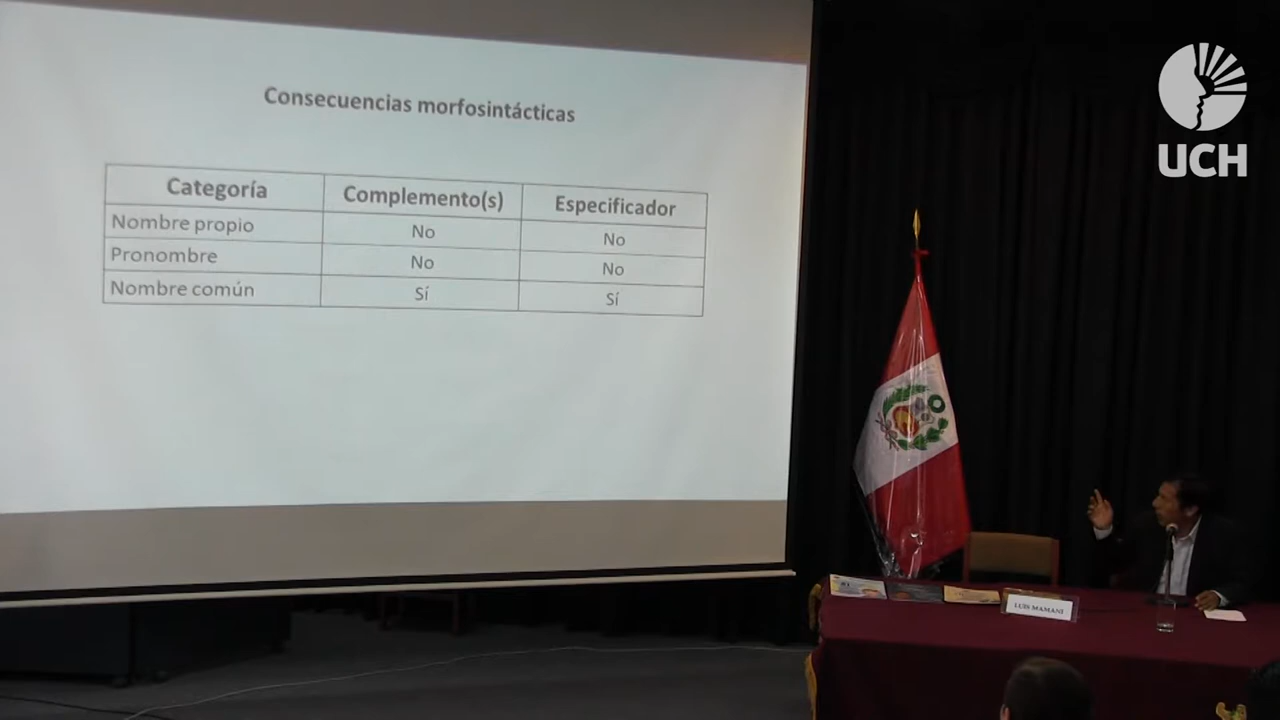 Consecuencias morfosintácticas
Categoría Complemento(s) Especificador
Nombre propio No No
Pronombre No No
Nombre común Sí Sí
UCH
LUIS MAMANI